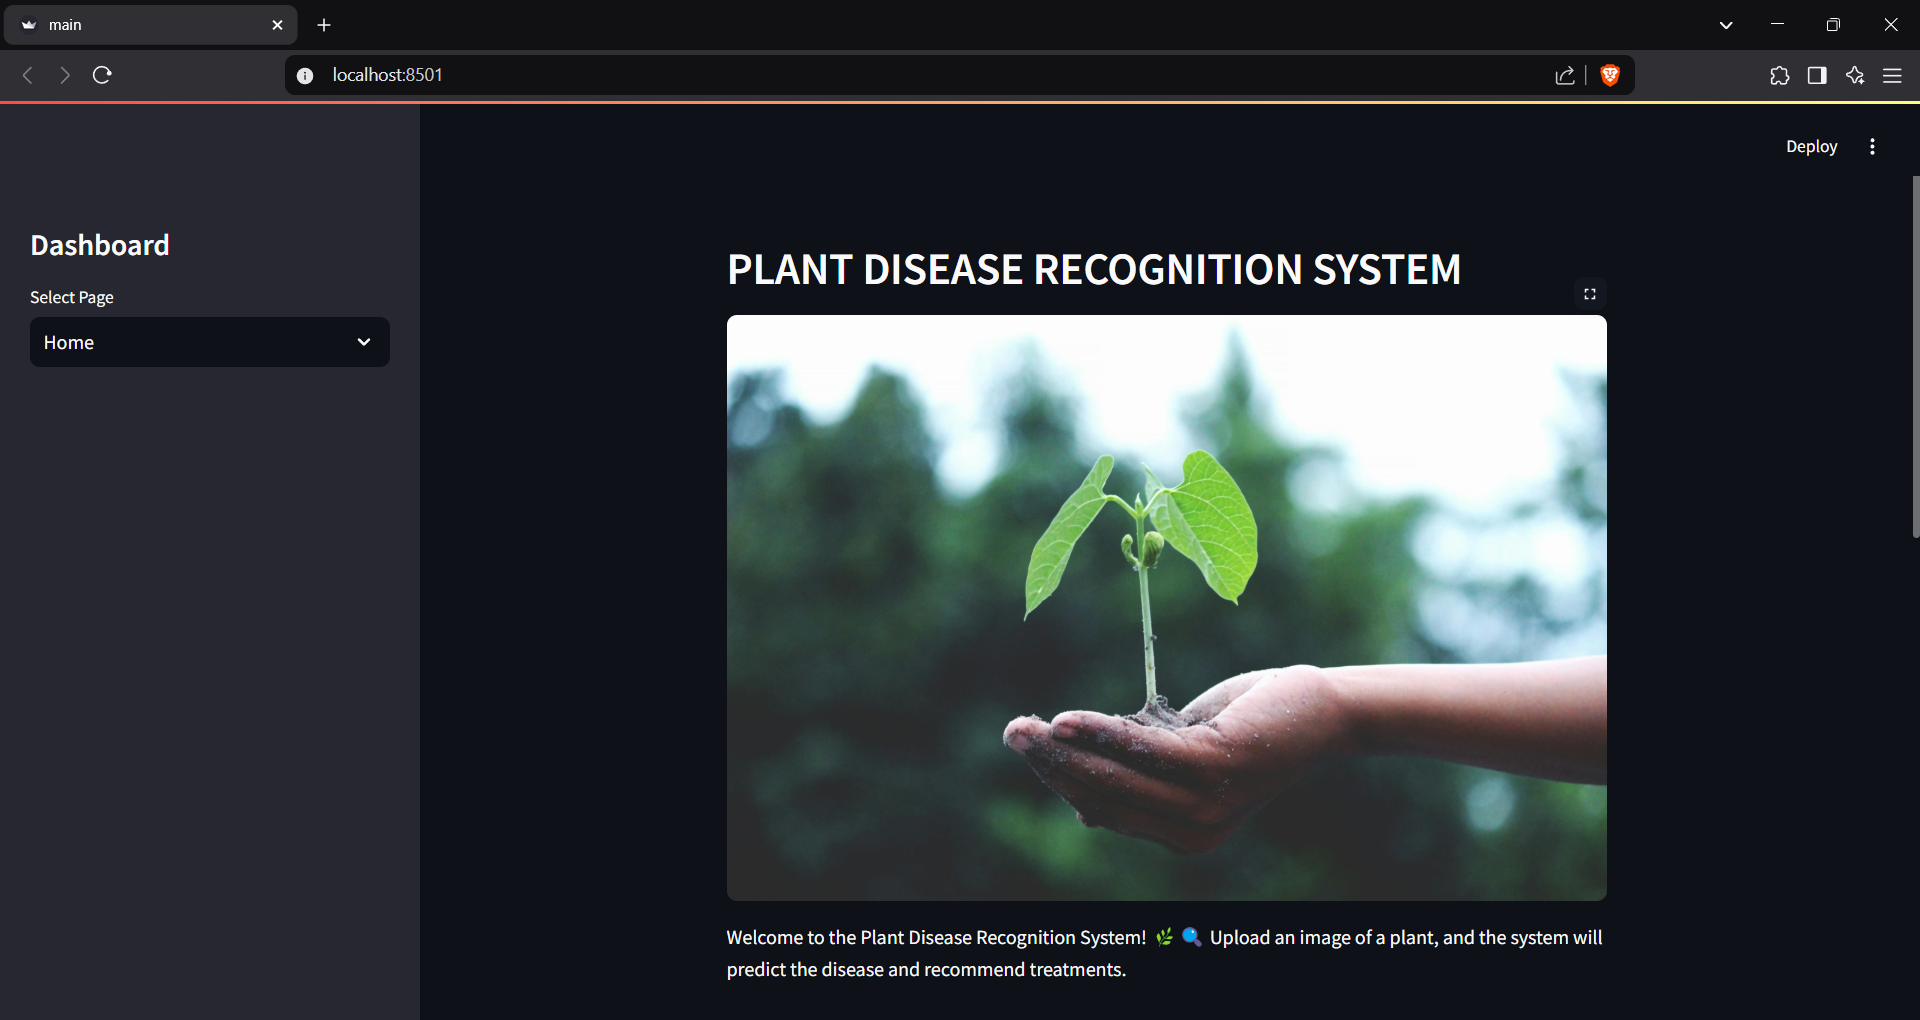 main
localhost:8501
Deploy
Dashboard
Select Page
Home
PLANT DISEASE RECOGNITION SYSTEM
Welcome to the Plant Disease Recognition System! 🌿🔍 Upload an image of a plant, and the system will
predict the disease and recommend treatments.